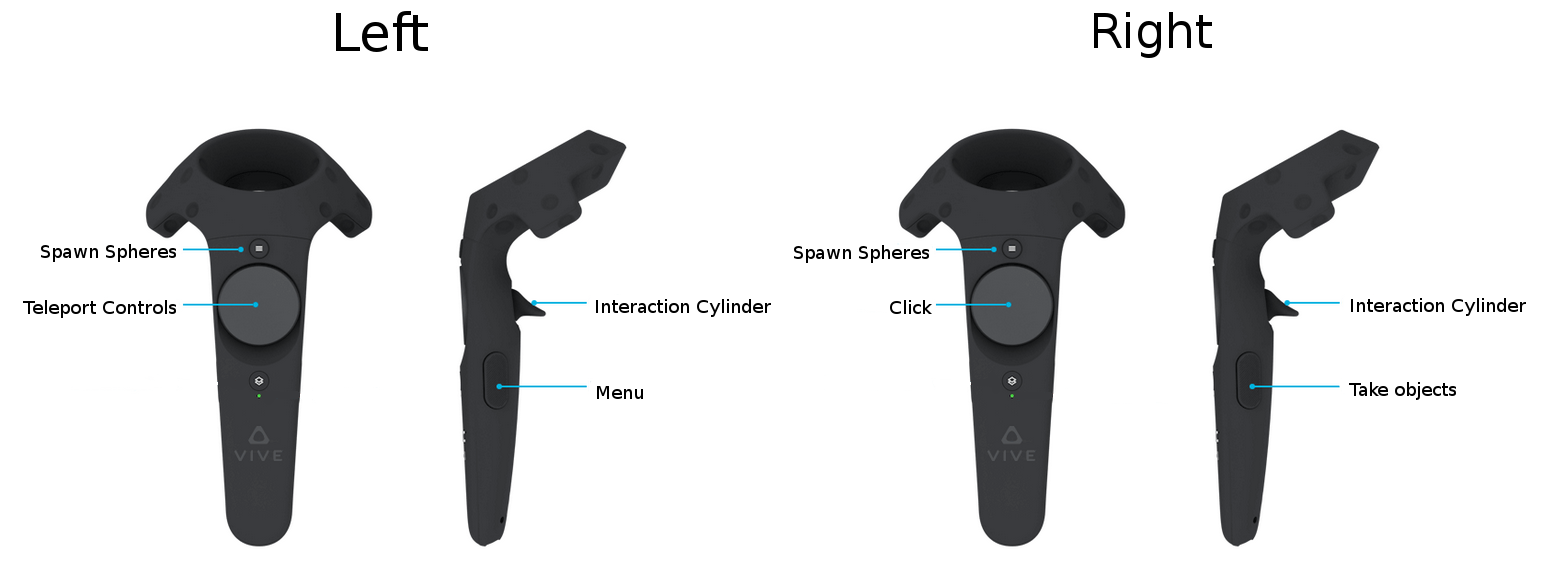 Left
Right
Spawn Spheres
Teleport Controls
Interaction Cylinder
Menu
VIVE
Spawn Spheres
Click
Interaction Cylinder
Take objects
VIVE